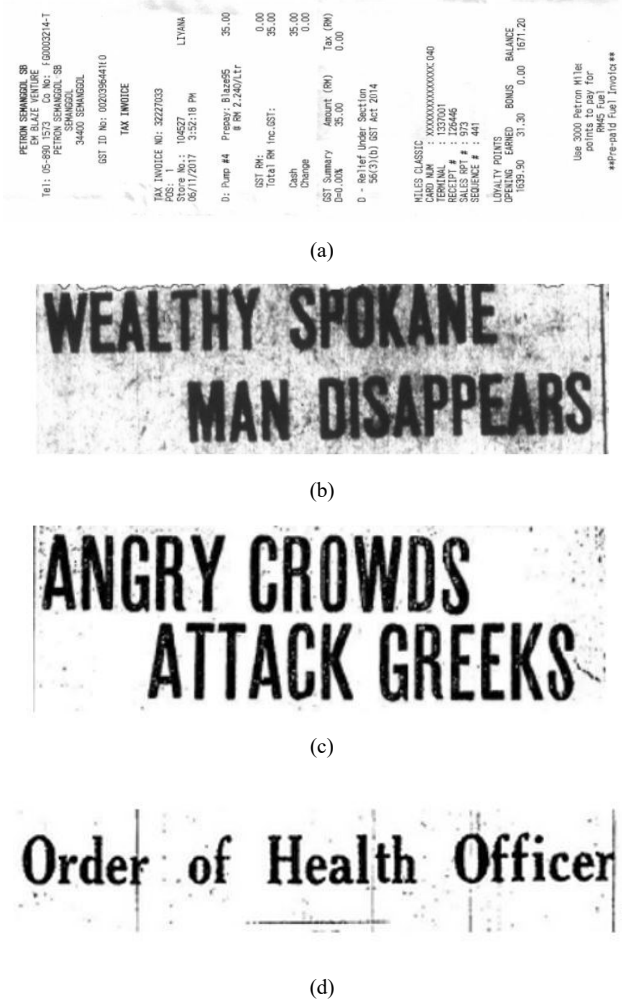 PETRON SEMANGGOL SB
EM BLAZE VENTURE
Tel: 05-890 1573 Co No:
PETRON SEMANGGOL SB
SEMANGGOL
34400 SEMANGGOL
GST ID No:
TAX INVOICE
TAX INVOICE NO: 32227033
POS: 1
Store No.: 104527 LIYANA
05/11/2017 3:52:18 PM
D: Pump #4 Prepay: Blaze95 35.00
@ RM 2.240/Ltr
GST RM: 0.00
Total RM inc.GST: 35.00
Cash 35.00
Change 0.00
GST Summary Amount (RM) Tax (RM)
D=0.00% 35.00 0.00
D - Relief Under Section
56(3)(b) GST Act 2014
MILES CLASSIC
CARD NUM : XXXXXXXXXXXXXXX 040
TERMINAL : 1337001
RECEIPT # : 126446
SALES RPT # : 973
SEQUENCE # : 441
LOYALTY POINTS
OPENING EARNED BONUS BALANCE
1639.90 31.30 0.00 1671.20
Use 3000 Petron Miles
points to pay for
RM45 Fuel
**Pre-paid Fuel Invoice**
(a)
WEALTHY SPOKANE
MAN DISAPPEARS
(b)
ANGRY CROWDS
ATTACK GREEKS
(c)
Order of Health Officer
(d)